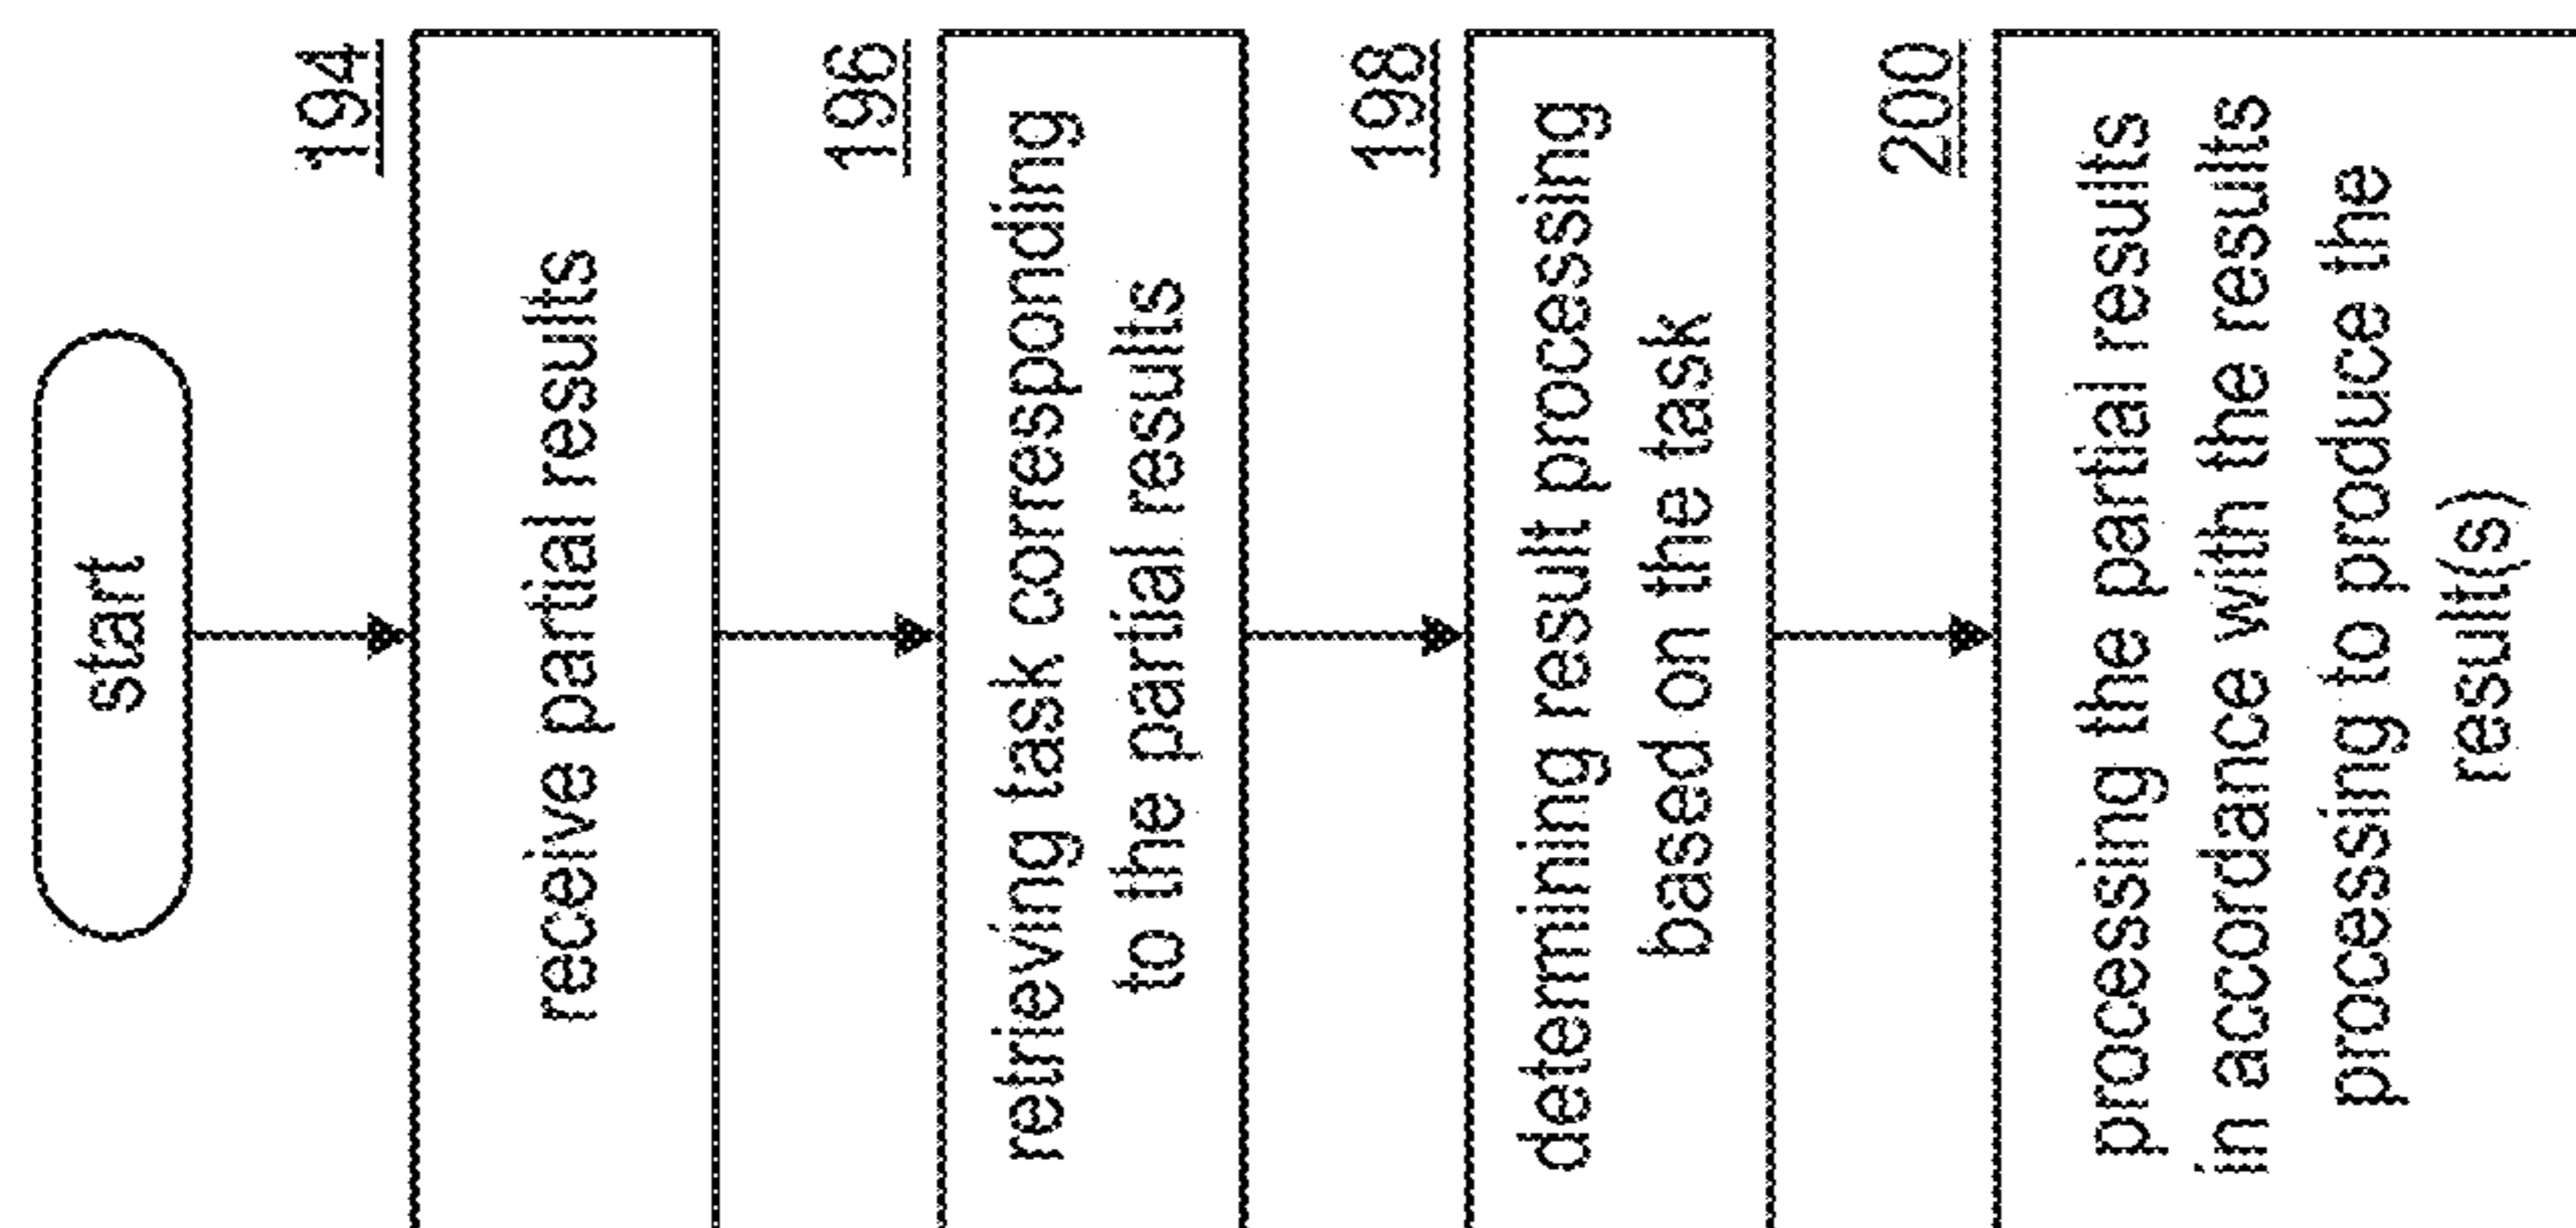 start
194
receive partial results
196
retrieving task corresponding
to the partial results
198
determining result processing
based on the task
200
processing the partial results
in accordance with the results
processing to produce the
result(s)